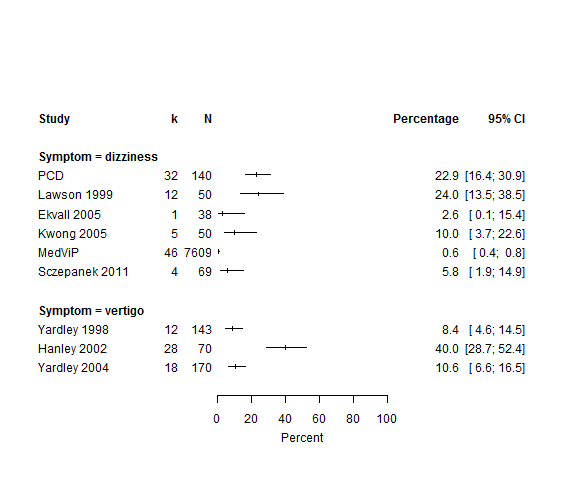 Study k N Percentage 95% CI
Symptom = dizziness
PCD 32 140 22.9 [16.4; 30.9]
Lawson 1999 12 50 24.0 [13.5; 38.5]
Ekvall 2005 1 38 2.6 [ 0.1; 15.4]
Kwong 2005 5 50 10.0 [ 3.7; 22.6]
MedViP 46 7609 0.6 [ 0.4; 0.8]
Sczepanek 2011 4 69 5.8 [ 1.9; 14.9]
Symptom = vertigo
Yardley 1998 12 143 8.4 [ 4.6; 14.5]
Hanley 2002 28 70 40.0 [28.7; 52.4]
Yardley 2004 18 170 10.6 [ 6.6; 16.5]
0 20 40 60 80 100
Percent